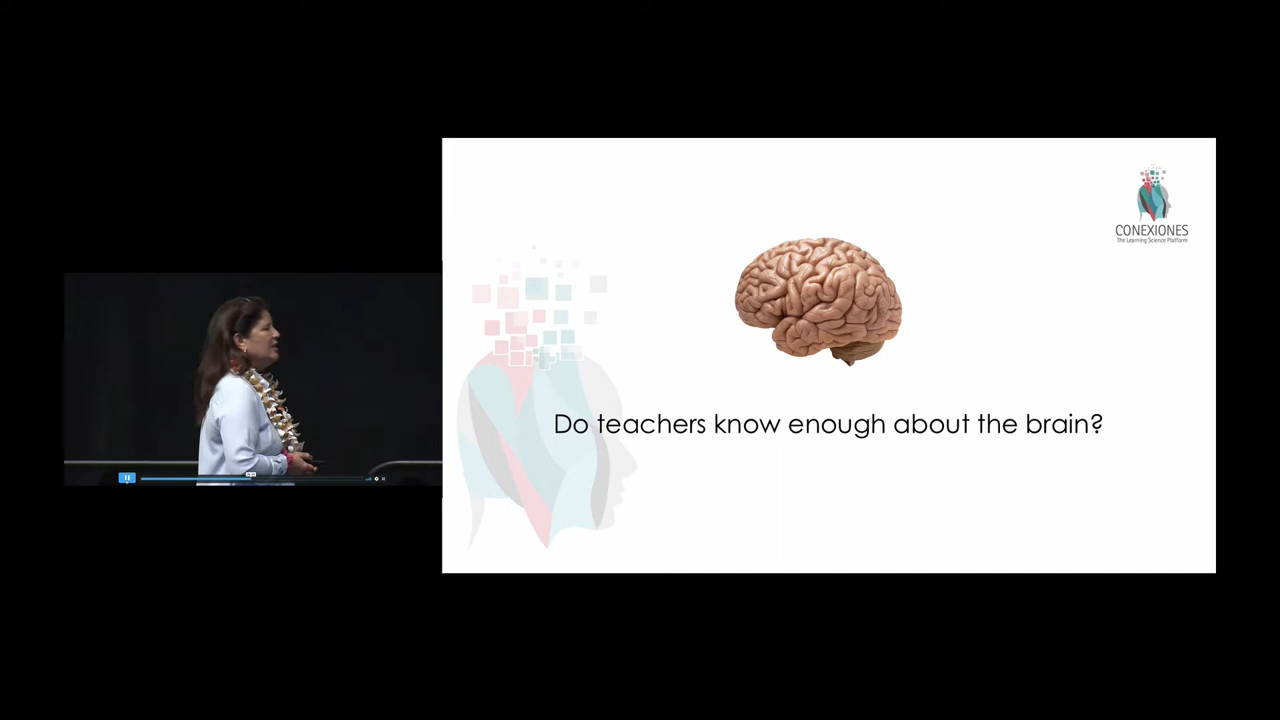 CONEXIONES
The Learning Science Platform
Do teachers know enough about the brain?